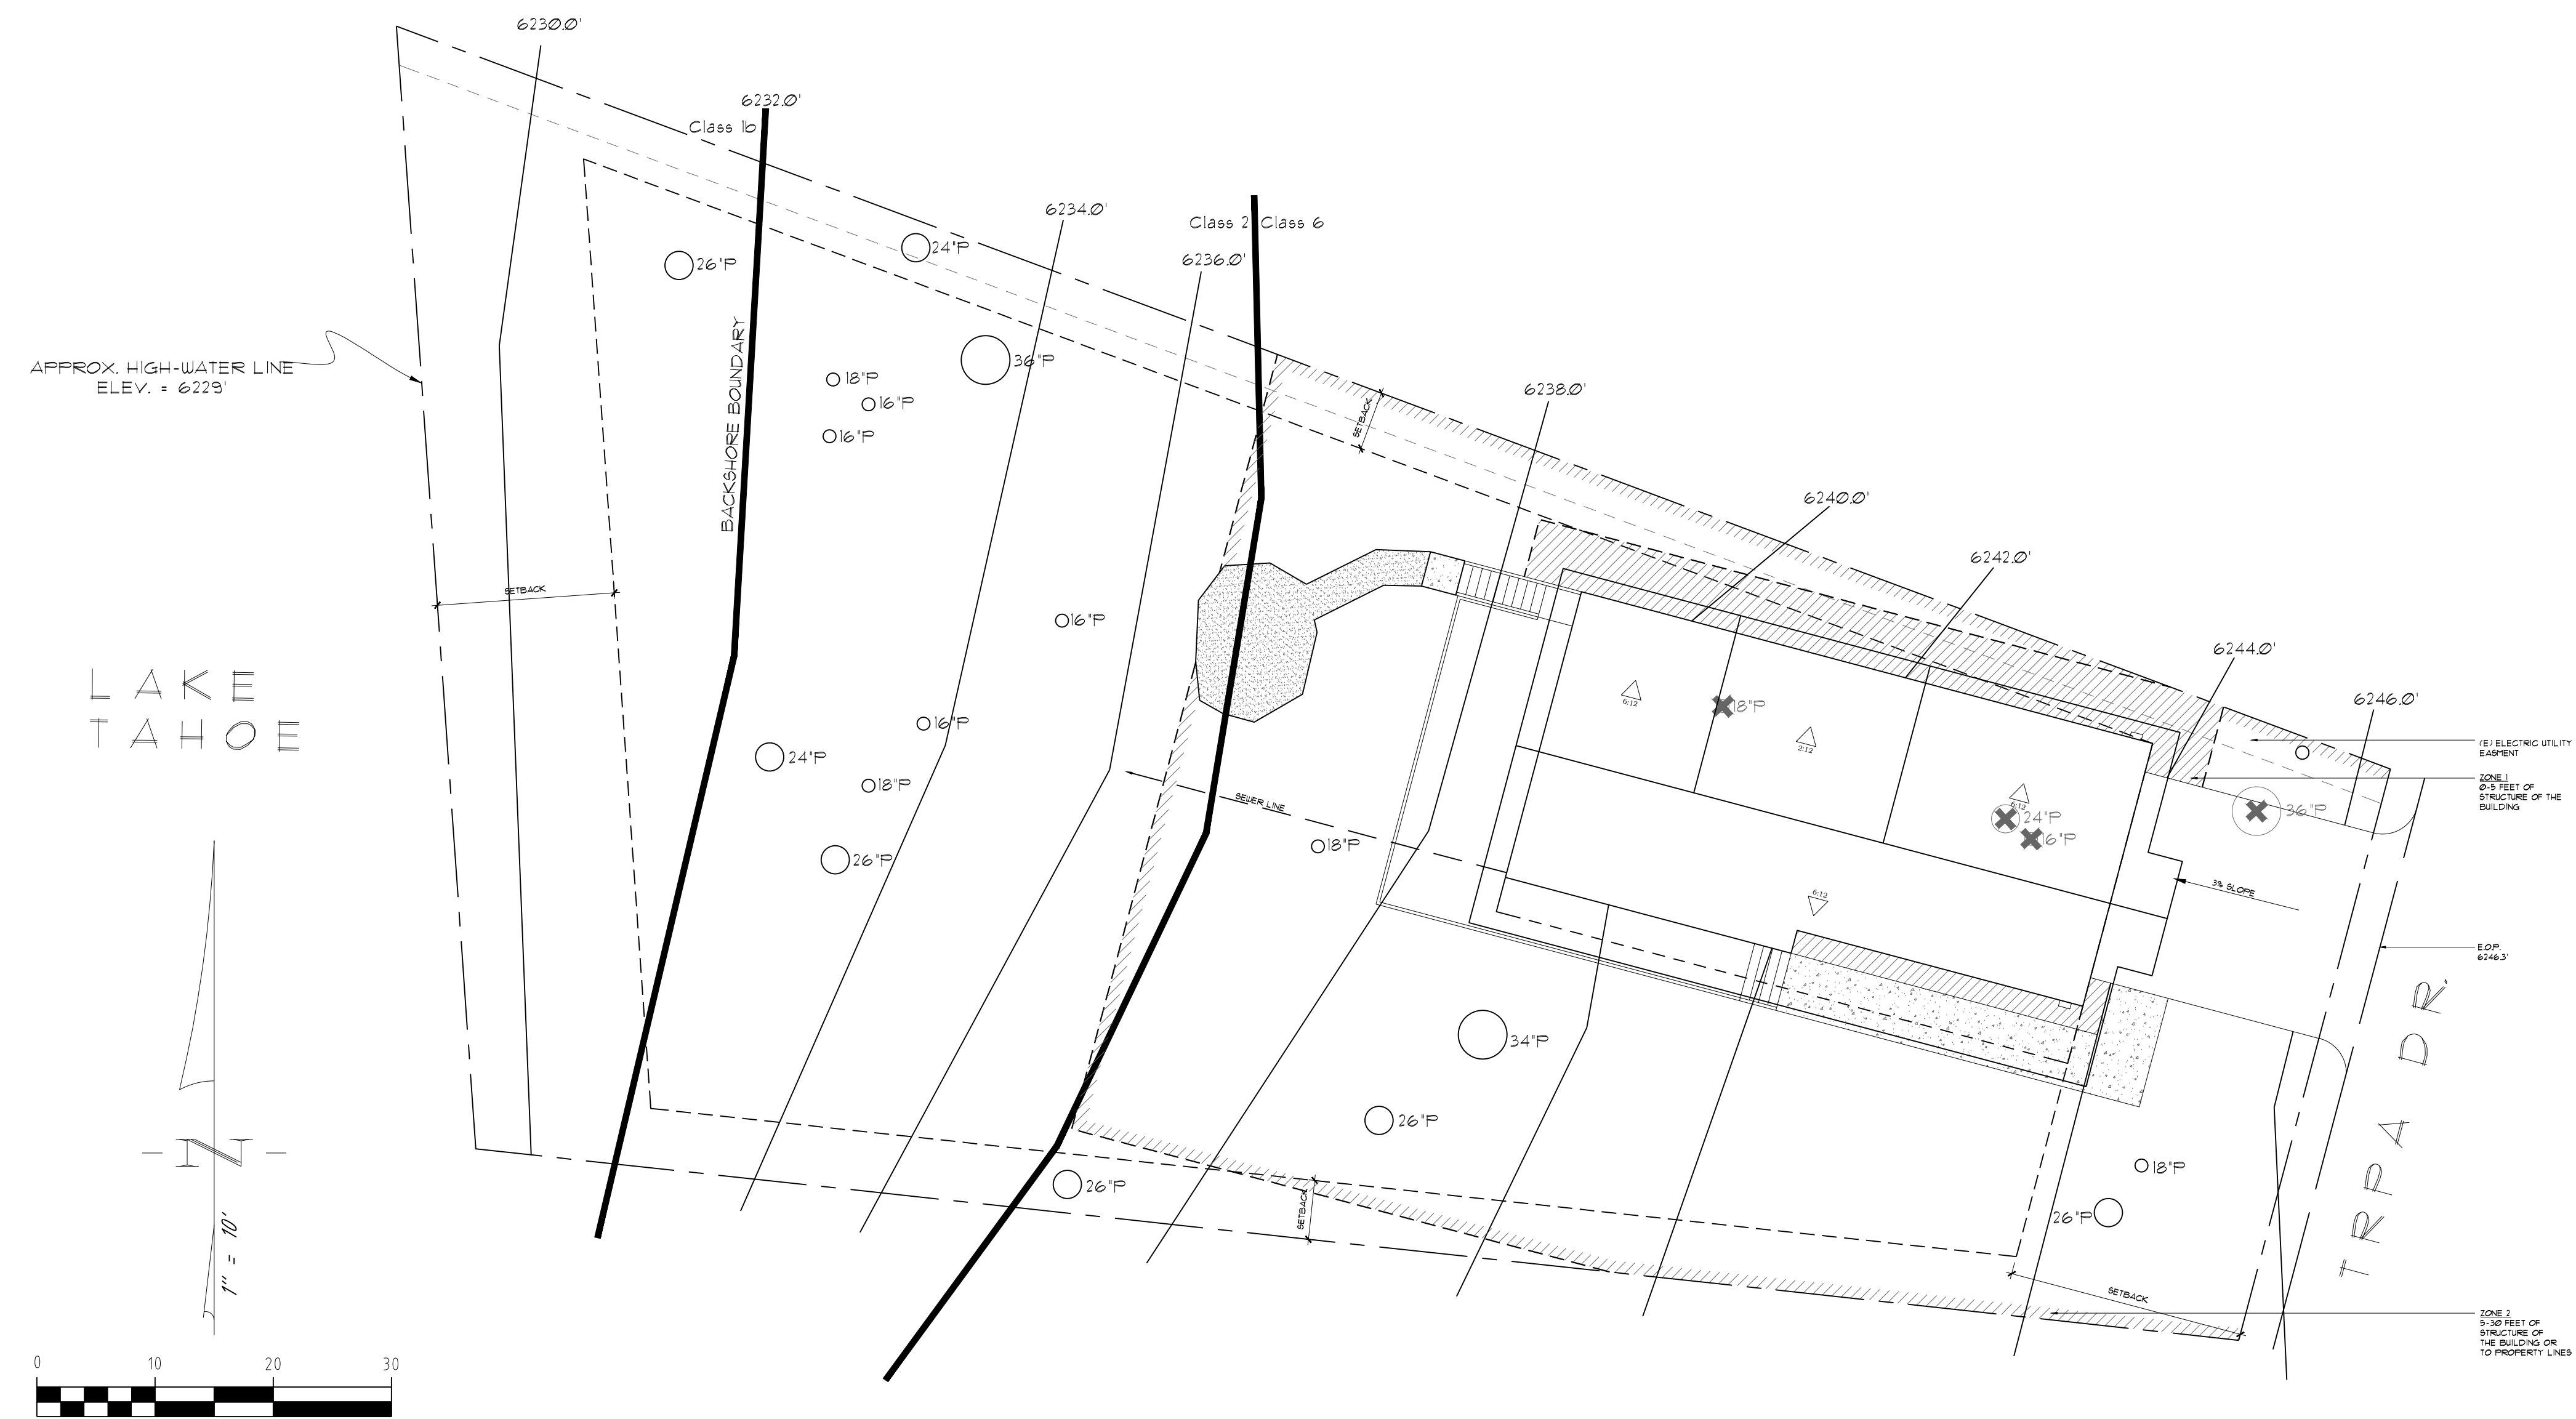 6230.0'
6232.0'
Class 1b
6234.0'
Class 2 Class 6
6236.0'
24"P
26"P
BACKSHORE BOUNDARY
36"P
18"P
16"P
16"P
APPROX. HIGH-WATER LINE
ELEV. = 6229'
SETBACK
6238.0'
6240.0'
6242.0'
6244.0'
6246.0'
SETBACK
16"P
16"P
24"P
18"P
26"P
LAKE
TAHOE
6:12
18"P
2:12
6:12
24"P
16"P
36"P
(E) ELECTRIC UTILITY
EASMENT
ZONE 1
0-5 FEET OF
STRUCTURE OF THE
BUILDING
SEWER LINE
18"P
6:12
3% SLOPE
E.O.P.
6246.3'
34"P
26"P
26"P
18"P
26"P
TRPA DR.
SETBACK
SETBACK
ZONE 2
5-30 FEET OF
STRUCTURE OF
THE BUILDING OR
TO PROPERTY LINES
-N-
1" = 10'
0 10 20 30